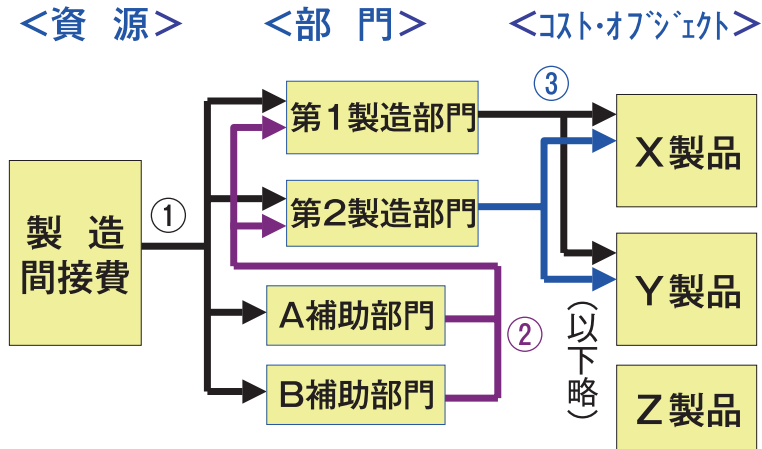 ＜資　源＞
＜部　門＞
＜コスト・オブジェクト＞
製　造
間接費
①
第１製造部門
第２製造部門
Ａ補助部門
Ｂ補助部門
②
③
Ｘ製品
Ｙ製品
Ｚ製品
（以下略）